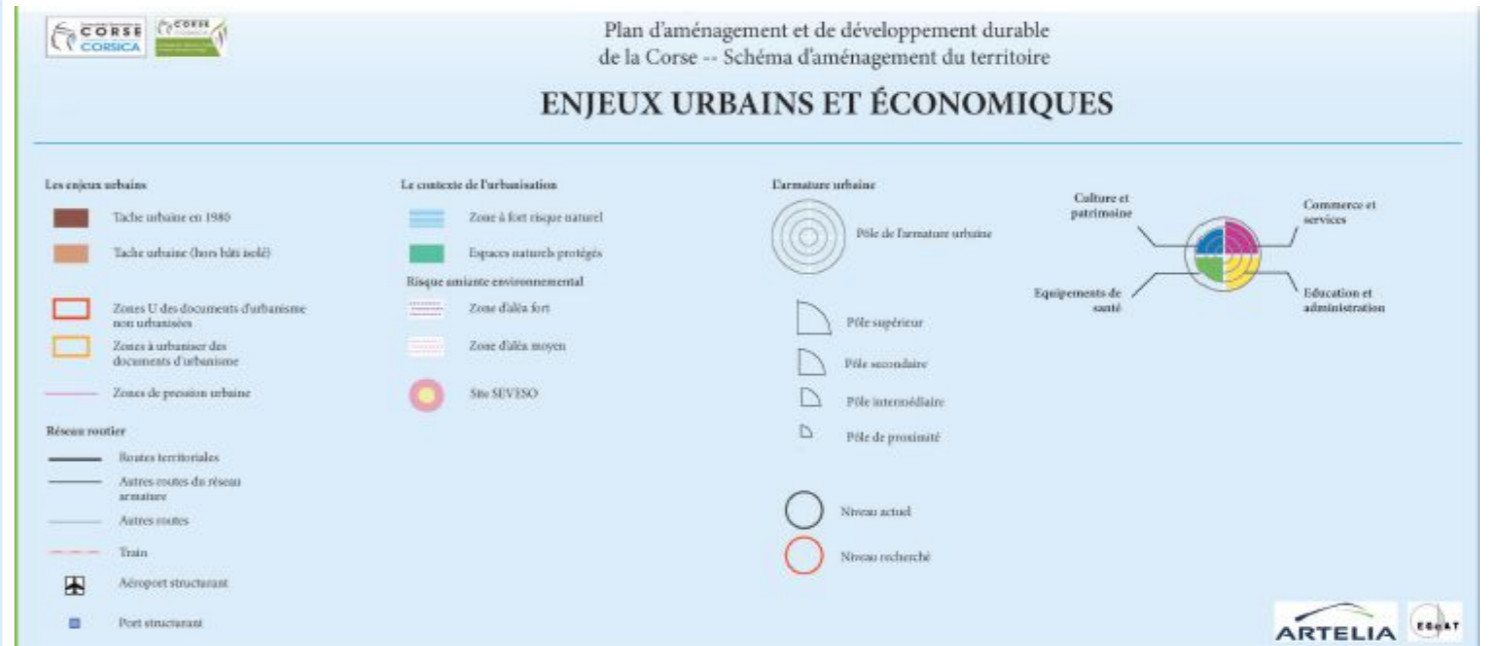 CORSE
CORSICA
CORSE
Plan d'aménagement et de développement durable
de la Corse -- Schéma d'aménagement du territoire
ENJEUX URBAINS ET ÉCONOMIQUES
Les enjeux urbains
Tache urbaine en 1980
Tache urbaine (hors bâti isolé)
Zones U des documents d'urbanisme
non urbanisées
Zones à urbaniser des
documents d'urbanisme
Zones de pression urbaine
Réseau routier
Routes territoriales
Autres routes du réseau
armature
Autres routes
Train
Aéroport structurant
Port structurant
Le contexte de l'urbanisation
Zone à fort risque naturel
Espaces naturels protégés
Risque amiante environnemental
Zone d'aléa fort
Zone d'aléa moyen
Site SEVESO
L'armature urbaine
Pôle de l'armature urbaine
Pôle supérieur
Pôle secondaire
Pôle intermédiaire
Pôle de proximité
Niveau actuel
Niveau recherché
Culture et
patrimoine
Commerce et
services
Equipements de
santé
Education et
administration
ARTELIA